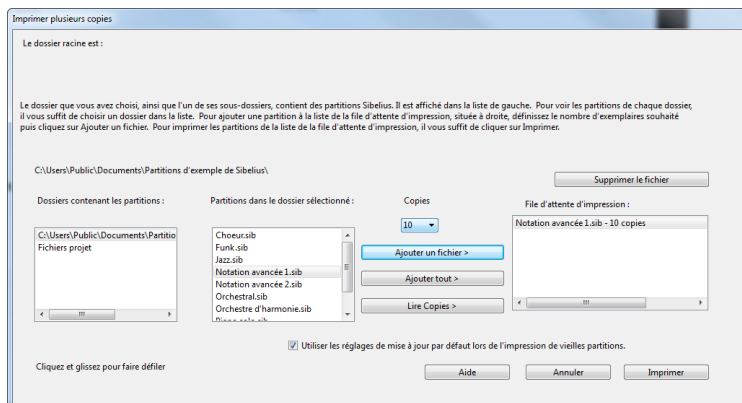 Imprimer plusieurs copies
Le dossier racine est :
Le dossier que vous avez choisi, ainsi que l'un de ses sous-dossiers, contient des partitions Sibelius. Il est affiché dans la liste de gauche. Pour voir les partitions de chaque dossier,
il vous suffit de choisir un dossier dans la liste. Pour ajouter une partition à la liste de la file d'attente d'impression, située à droite, définissez le nombre d'exemplaires souhaité
puis cliquez sur Ajouter un fichier. Pour imprimer les partitions de la liste de la file d'attente d'impression, il vous suffit de cliquer sur Imprimer.
C:\Users\Public\Documents\Partitions d'exemple de Sibelius\
Supprimer le fichier
Dossiers contenant les partitions :
Partitions dans le dossier sélectionné :
Copies
File d'attente d'impression :
C:\Users\Public\Documents\Partitio
Fichiers projet
Choeur.sib
Funk.sib
Jazz.sib
Notation avancée 1.sib
Notation avancée 2.sib
Orchestral.sib
Orchestre d'harmonie.sib
10
Ajouter un fichier >
Ajouter tout >
Lire Copies >
Notation avancée 1.sib - 10 copies
Utiliser les réglages de mise à jour par défaut lors de l'impression de vieilles partitions.
Cliquez et glissez pour faire défiler
Aide
Annuler
Imprimer